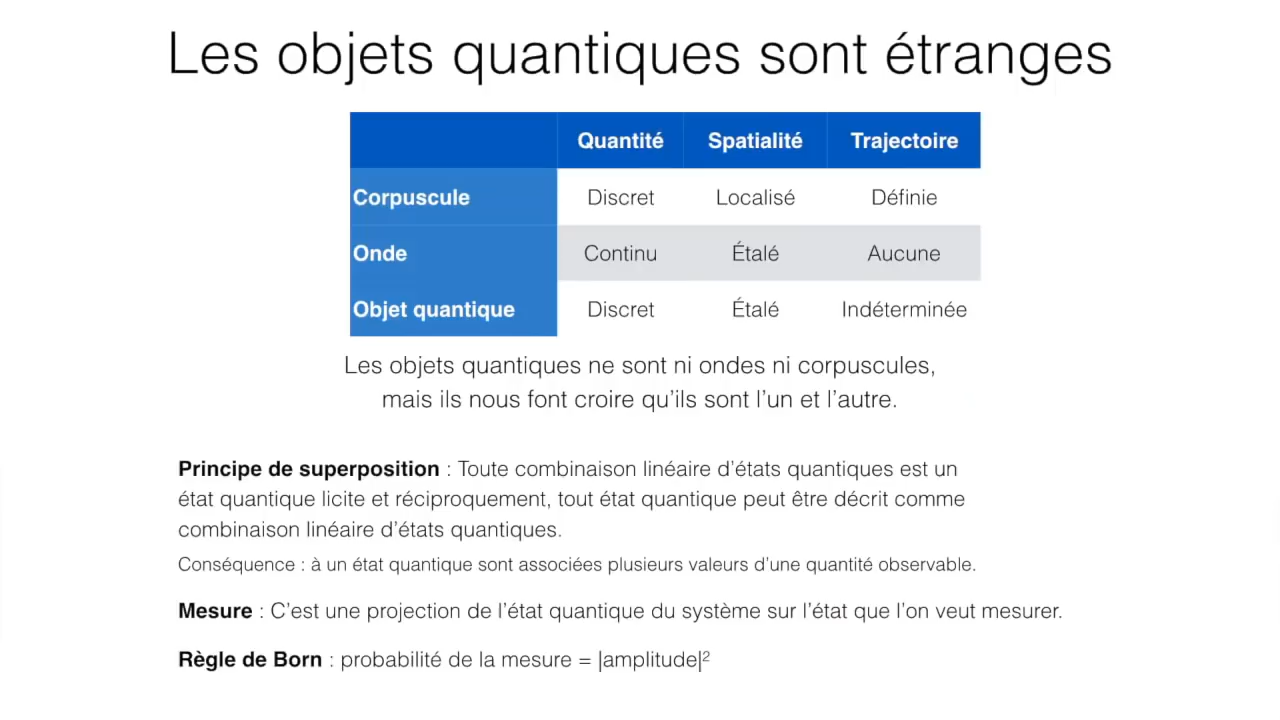 Les objets quantiques sont étranges
Quantité Spatialité Trajectoire
Corpuscule Discret Localisé Définie
Onde Continu Étalé Aucune
Objet quantique Discret Étalé Indéterminée
Les objets quantiques ne sont ni ondes ni corpuscules,
mais ils nous font croire qu’ils sont l’un et l’autre.
Principe de superposition : Toute combinaison linéaire d’états quantiques est un
état quantique licite et réciproquement, tout état quantique peut être décrit comme
combinaison linéaire d’états quantiques.
Conséquence : à un état quantique sont associées plusieurs valeurs d’une quantité observable.
Mesure : C’est une projection de l’état quantique du système sur l’état que l’on veut mesurer.
Règle de Born : probabilité de la mesure = |amplitude|²